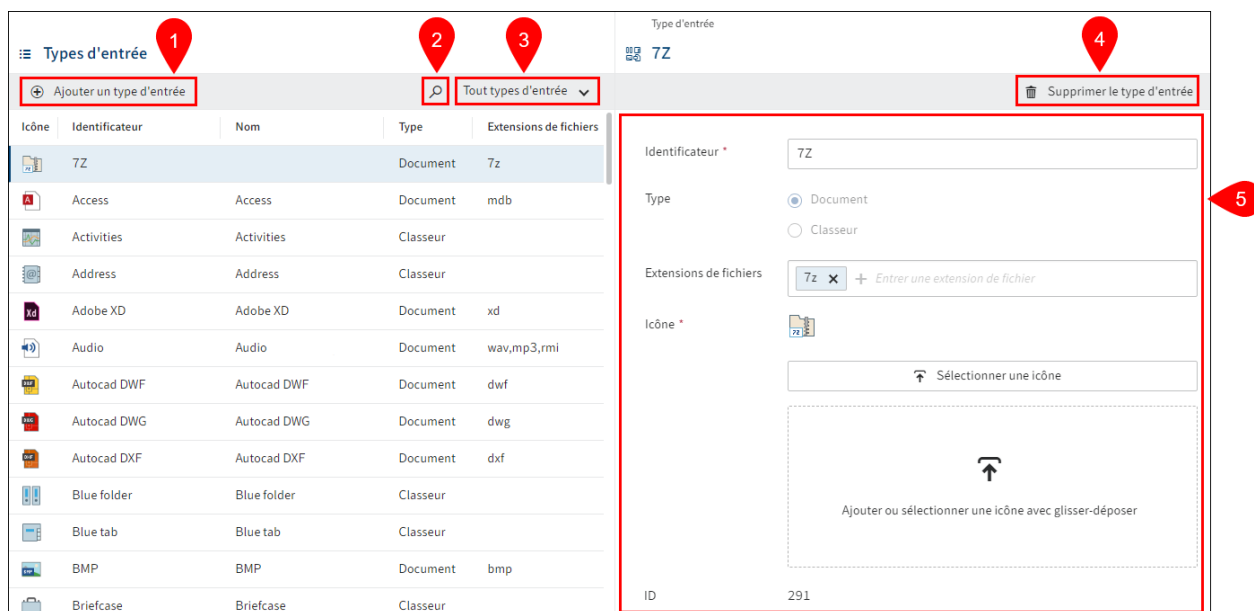 Type d'entrée
1 2 3 4
Types d'entrée 7Z
Ajouter un type d'entrée Tout types d'entrée Supprimer le type d'entrée
Icône Identificateur Nom Type Extensions de fichiers
7Z Document 7z
Access Access Document mdb
Activities Activities Classeur
Address Address Classeur
Adobe XD Adobe XD Document xd
Audio Audio Document wav,mp3,rmi
Autocad DWF Autocad DWF Document dwf
Autocad DWG Autocad DWG Document dwg
Autocad DXF Autocad DXF Document dxf
Blue folder Blue folder Classeur
Blue tab Blue tab Classeur
BMP BMP Document bmp
Briefcase Briefcase Classeur
Identificateur * 7Z
Type Document
Classeur
5
Extensions de fichiers 7z Entrer une extension de fichier
Icône *
Sélectionner une icône
Ajouter ou sélectionner une icône avec glisser-déposer
ID 291